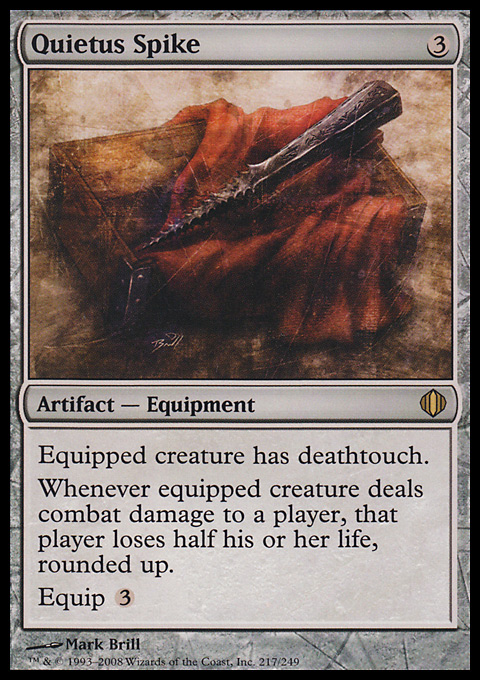 Quietus Spike 3
Brill
Artifact — Equipment
Equipped creature has deathtouch.
Whenever equipped creature deals
combat damage to a player, that
player loses half his or her life,
rounded up.
Equip 3
Mark Brill
™ & © 1993–2008 Wizards of the Coast, Inc. 217/249